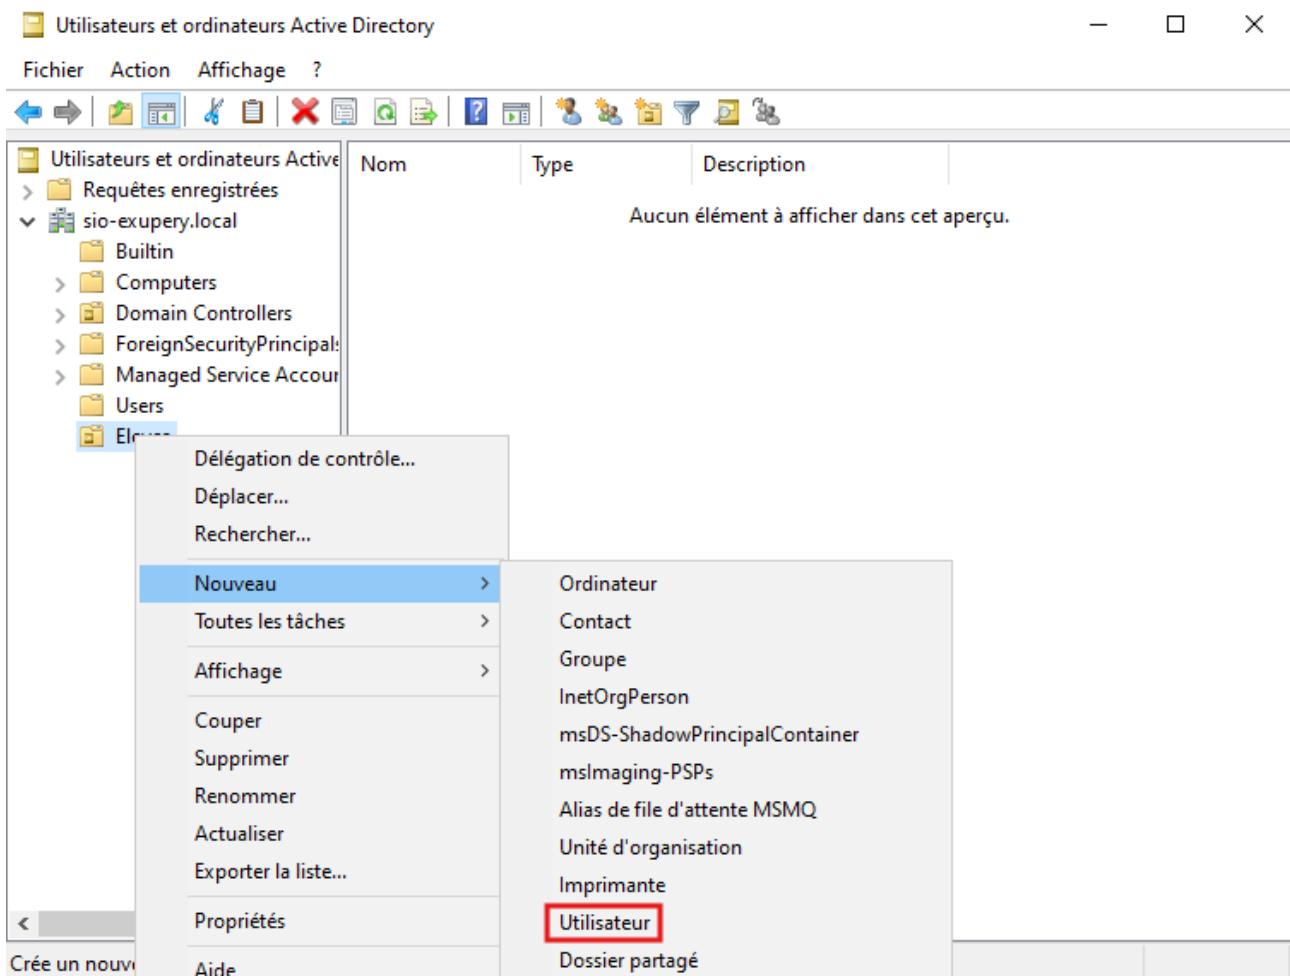 Utilisateurs et ordinateurs Active Directory
Fichier Action Affichage ?
Utilisateurs et ordinateurs Active
Nom Type Description
Requêtes enregistrées
sio-exupery.local
Aucun élément à afficher dans cet aperçu.
Builtin
Computers
Domain Controllers
ForeignSecurityPrincipals
Managed Service Accour
Users
Délégation de contrôle...
Déplacer...
Rechercher...
Nouveau
Toutes les tâches
Affichage
Couper
Supprimer
Renommer
Actualiser
Exporter la liste...
Propriétés
Aide
Ordinateur
Contact
Groupe
InetOrgPerson
msDS-ShadowPrincipalContainer
msImaging-PSPs
Alias de file d'attente MSMQ
Unité d'organisation
Imprimante
Utilisateur
Dossier partagé
Crée un nouv